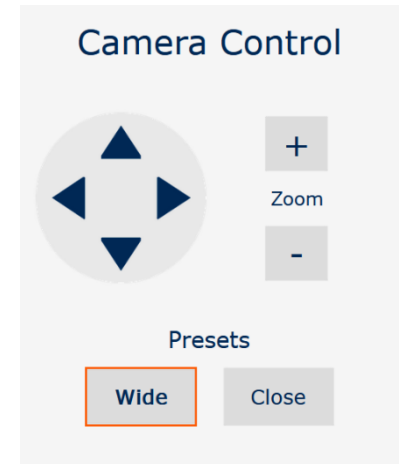 Camera Control
+
Zoom
-
Presets
Wide
Close